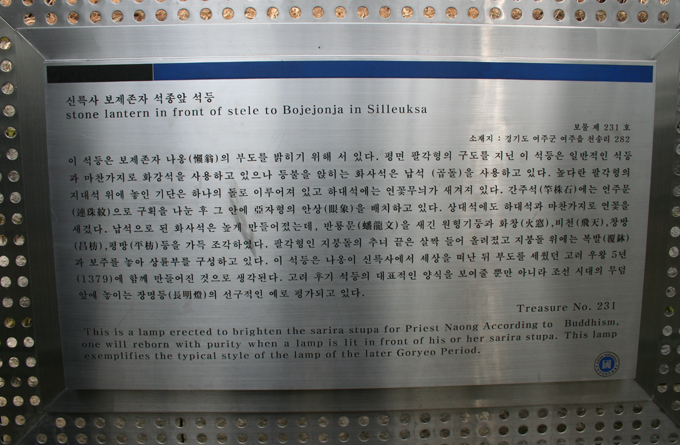 신륵사 보제존자 석종앞 석등
stone lantern in front of stele to Bojejonja in Silleuksa
보물 제 231 호
소재지 : 경기도 여주군 여주읍 천송리 282
이 석등은 보제존자 나옹(懶翁)의 부도를 밝히기 위해 서 있다. 평면 팔각형의 구도를 지닌 이 석등은 일반적인 석등
과 마찬가지로 화강석을 사용하고 있으나 등불을 앉히는 화사석은 납석 (곱돌)을 사용하고 있다. 높다란 팔각형의
지대석 위에 놓인 기단은 하나의 돌로 이루어져 있고 하대석에는 연꽃무늬가 새겨져 있다. 간주석(竿柱石)에는 연주문
(連珠紋)으로 구획을 나눈 후 그 안에 亞자형의 안상(眼象)을 배치하고 있다. 상대석에도 하대석과 마찬가지로 연꽃을
새겼다. 납석으로 된 화사석은 높게 만들어졌는데, 반룡문(蟠龍文)을 새긴 원형기둥과 화창(火窓),비천(飛天),창방
(昌枋),평방(平枋)등을 가득 조각하였다. 팔각형인 지붕돌의 추녀 끝은 살짝 들어 올려졌고 지붕돌 위에는 복발(覆鉢)
과 보주를 놓아 상륜부를 구성하고 있다. 이 석등은 나옹이 신륵사에서 세상을 떠난 뒤 부도를 세웠던 고려 우왕 5년
(1379)에 함께 만들어진 것으로 생각된다. 고려 후기 석등의 대표적인 양식을 보여줄 뿐만 아니라 조선 시대의 무덤
앞에 놓이는 장명등(長明燈)의 선구적인 예로 평가되고 있다.
Treasure No. 231
This is a lamp erected to brighten the sarira stupa for Priest Naong According to Buddhism,
one will reborn with purity when a lamp is lit in front of his or her sarira stupa. This lamp
exemplifies the typical style of the lamp of the later Goryeo Period.
國